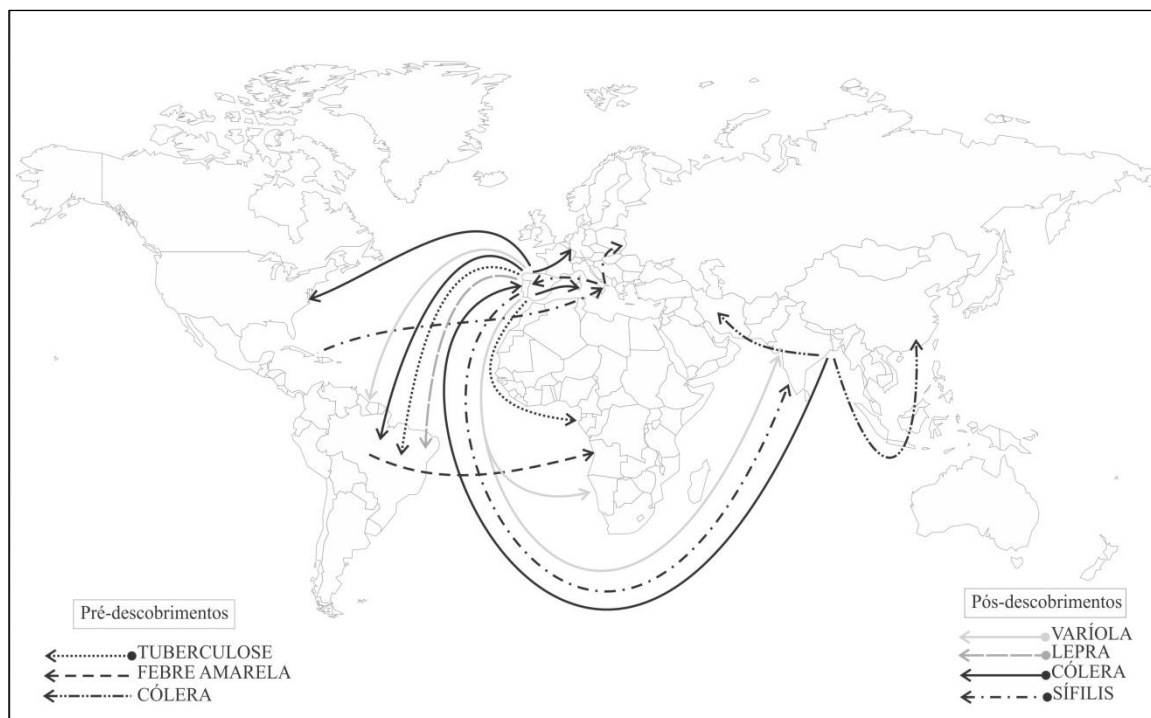 Pré-descobrimentos
TUBERCULOSE
FEBRE AMARELA
CÓLERA
Pós-descobrimentos
VARÍOLA
LEPRA
CÓLERA
SÍFILIS